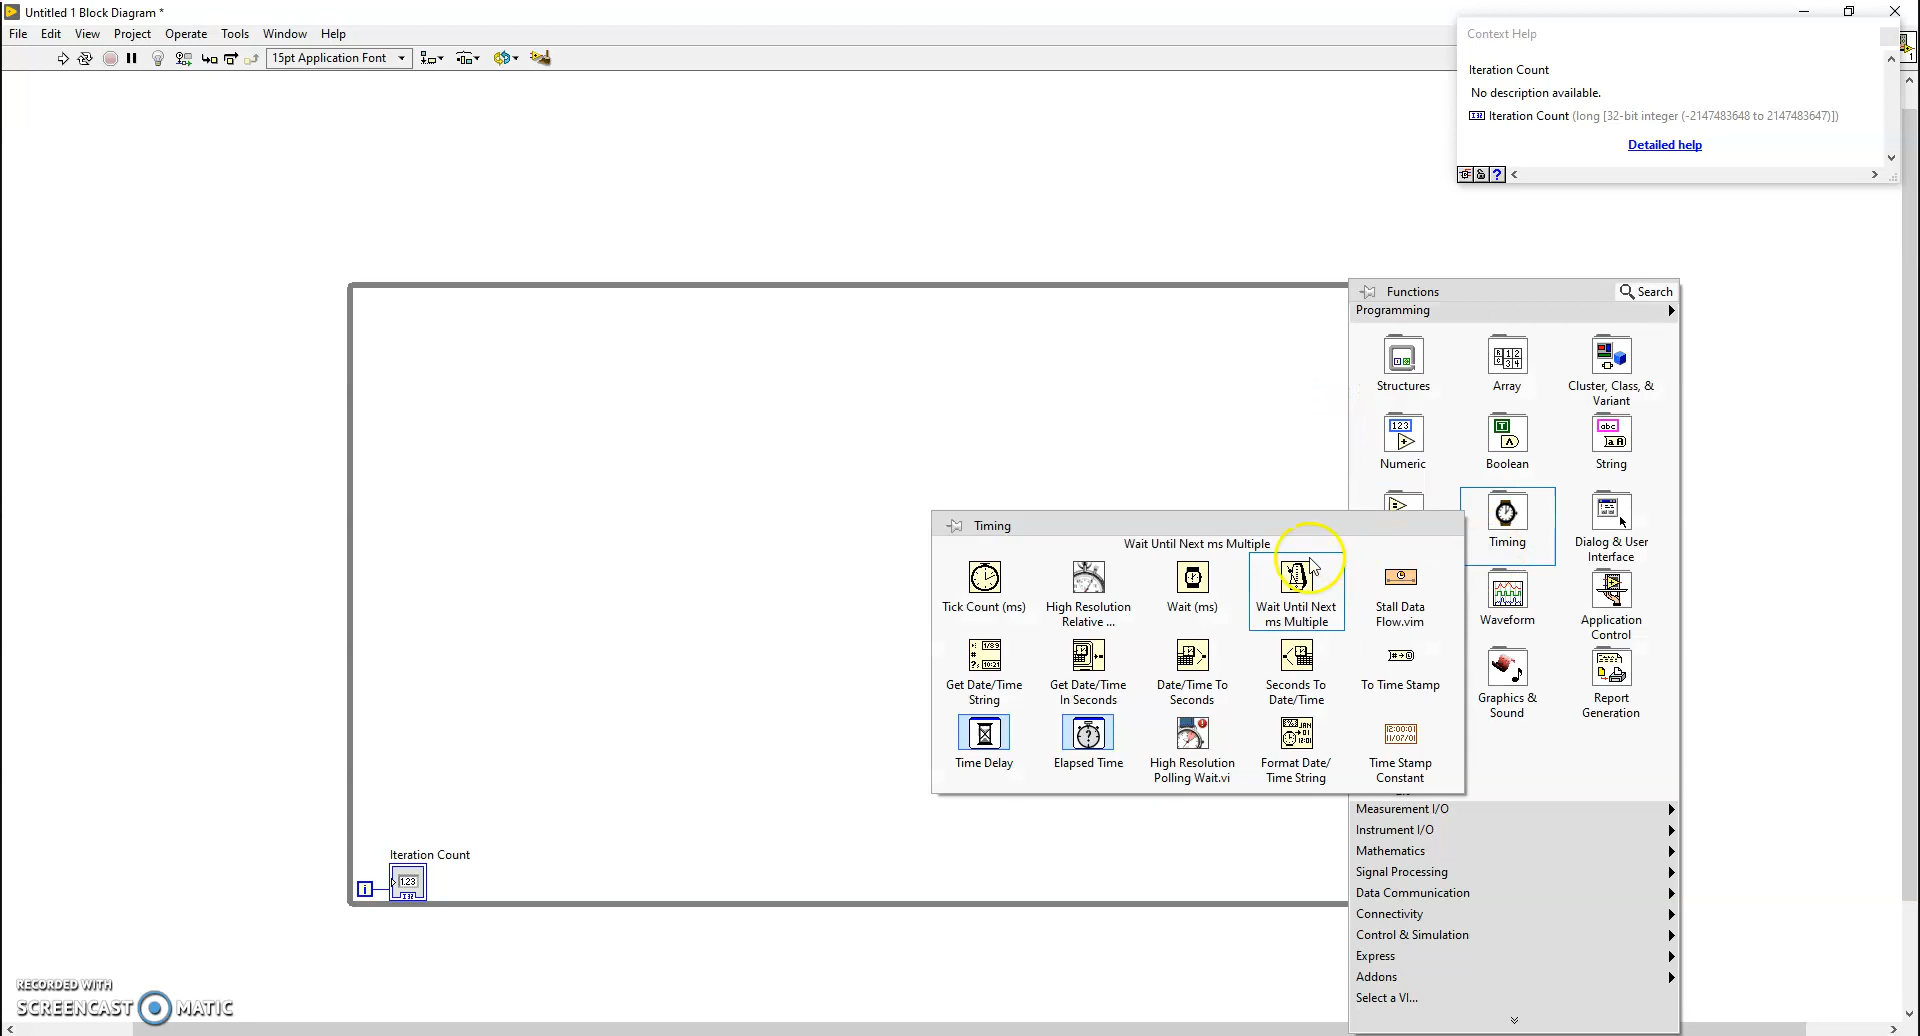 Untitled 1 Block Diagram *
File Edit View Project Operate Tools Window Help
15pt Application Font
Context Help
Iteration Count
No description available.
Iteration Count (long [32-bit integer (-2147483648 to 2147483647)])
Detailed help
Functions
Search
Programming
Structures
Array
Cluster, Class, &
Variant
Numeric
Boolean
String
Timing
Dialog & User
Interface
Waveform
Application
Control
Graphics &
Sound
Report
Generation
Measurement I/O
Instrument I/O
Mathematics
Signal Processing
Data Communication
Connectivity
Control & Simulation
Express
Addons
Select a VI...
Timing
Wait Until Next ms Multiple
Tick Count (ms)
High Resolution
Relative ...
Wait (ms)
Wait Until Next
ms Multiple
Stall Data
Flow.vim
Get Date/Time
String
Get Date/Time
In Seconds
Date/Time To
Seconds
Seconds To
Date/Time
To Time Stamp
Time Delay
Elapsed Time
High Resolution
Polling Wait.vi
Format Date/
Time String
Time Stamp
Constant
Iteration Count
1.23
i
RECORDED WITH
SCREENCAST MATIC